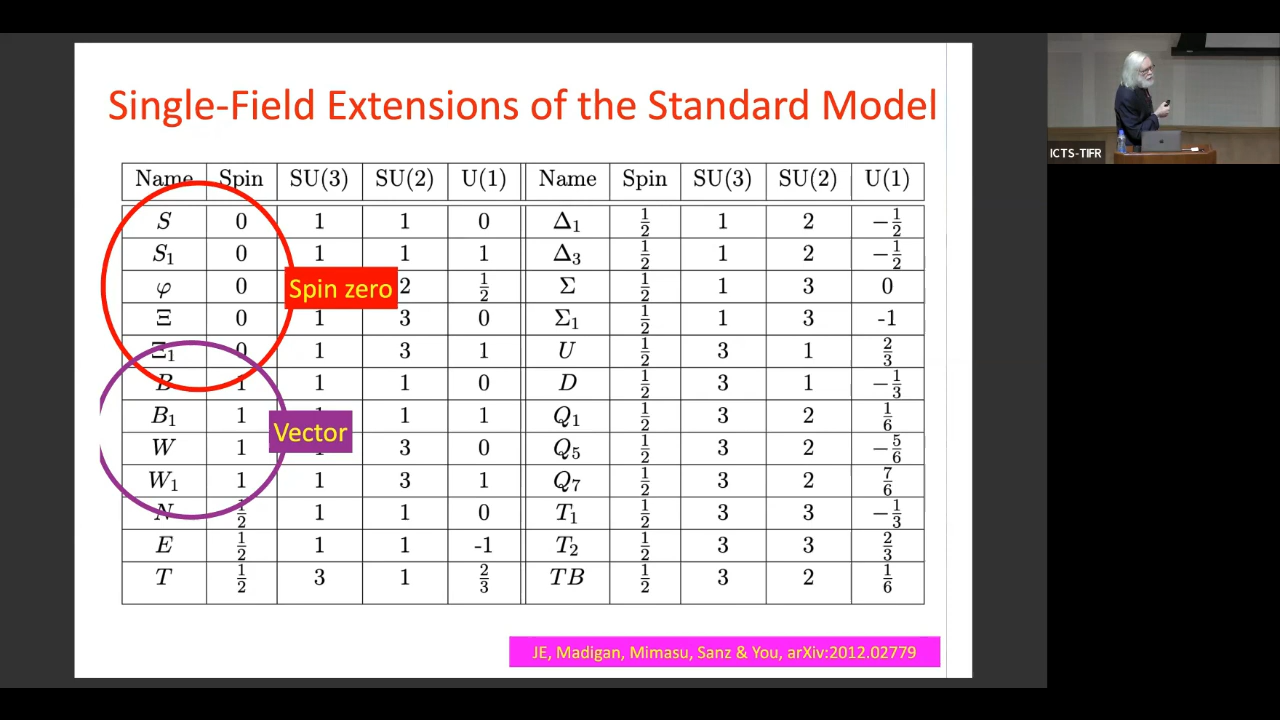 Single-Field Extensions of the Standard Model
Name Spin SU(3) SU(2) U(1) Name Spin SU(3) SU(2) U(1)
S 0 1 1 0 Δ₁ 1/2 1 2 −1/2
S₁ 0 1 1 1 Δ₃ 1/2 1 2 −1/2
φ 0 Spin zero 2 1/2 Σ 1/2 1 3 0
Ξ 0 1 3 0 Σ₁ 1/2 1 3 -1
Ξ₁ 0 1 3 1 U 1/2 3 1 2/3
B 1 1 1 0 D 1/2 3 1 −1/3
B₁ 1 1 1 Q₁ 1/2 3 2 1/6
Vector
W 1 3 0 Q₅ 1/2 3 2 −5/6
W₁ 1 1 3 1 Q₇ 1/2 3 2 7/6
N 1/2 1 1 0 T₁ 1/2 3 3 −1/3
E 1/2 1 1 -1 T₂ 1/2 3 3 2/3
T 1/2 3 1 2/3 TB 1/2 3 2 1/6
JE, Madigan, Mimasu, Sanz & You, arXiv:2012.02779
ICTS-TIFR